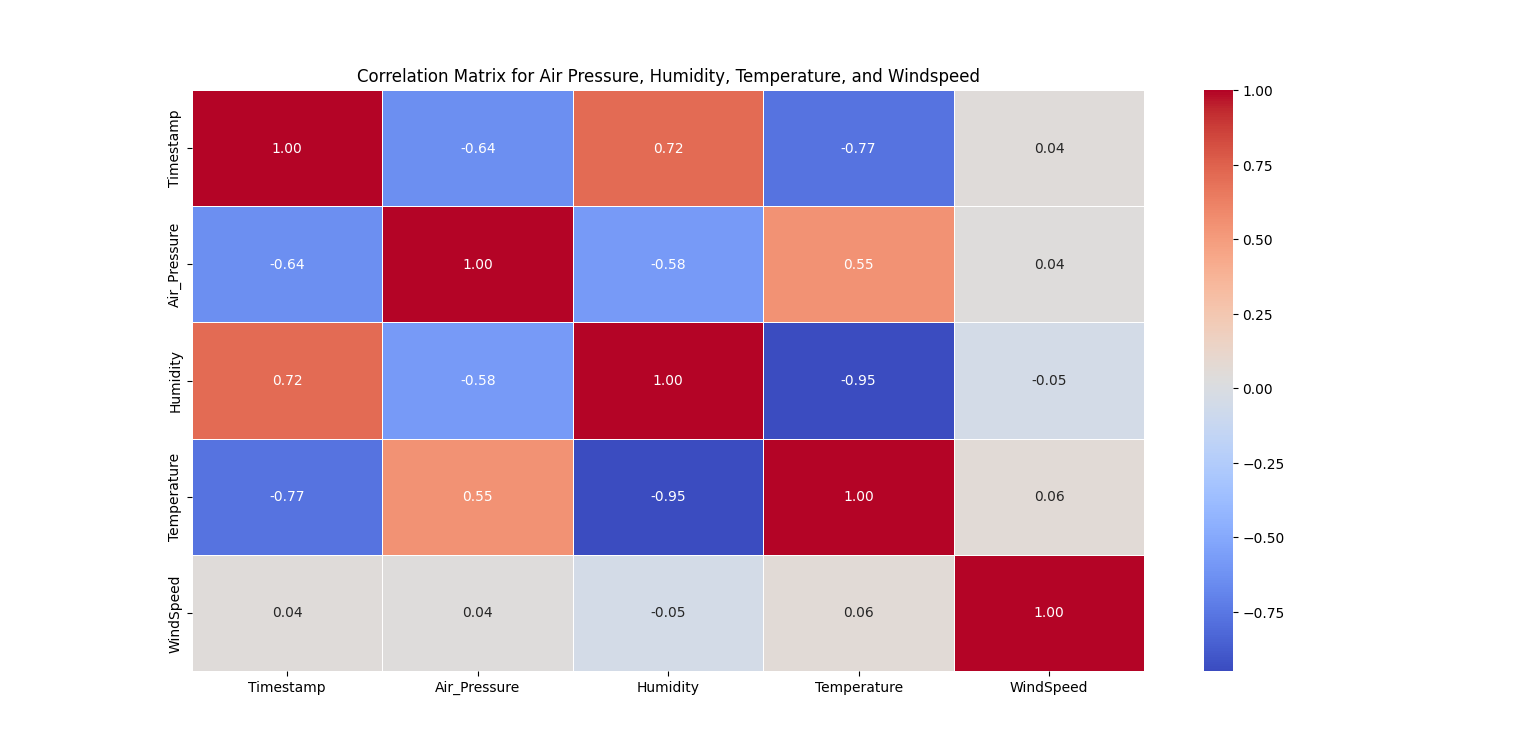 Correlation Matrix for Air Pressure, Humidity, Temperature, and Windspeed
Timestamp 1.00 -0.64 0.72 -0.77 0.04
Air_Pressure -0.64 1.00 -0.58 0.55 0.04
Humidity 0.72 -0.58 1.00 -0.95 -0.05
Temperature -0.77 0.55 -0.95 1.00 0.06
WindSpeed 0.04 0.04 -0.05 0.06 1.00
Timestamp Air_Pressure Humidity Temperature WindSpeed
1.00
0.75
0.50
0.25
0.00
−0.25
−0.50
−0.75